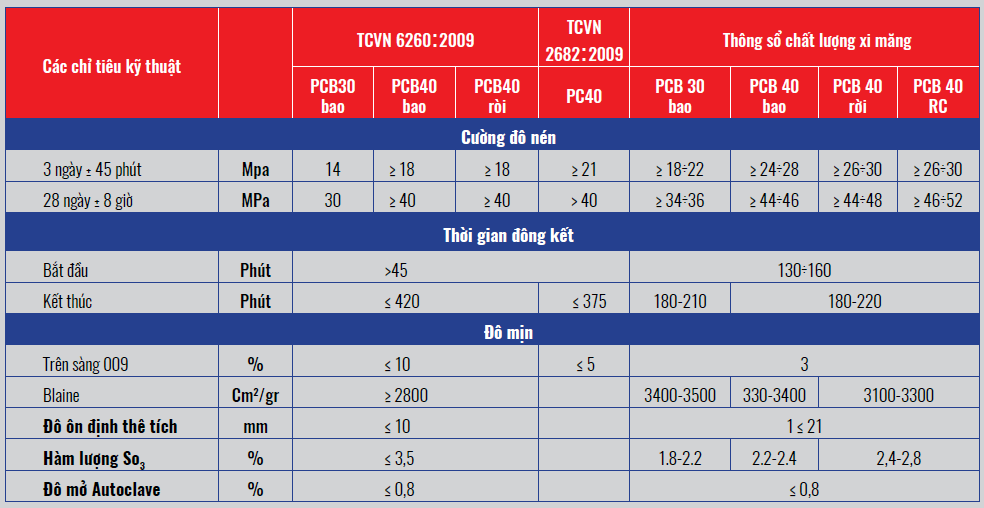 Các chỉ tiêu kỹ thuật TCVN 6260:2009 TCVN 2682:2009 Thông sổ chất lượng xi măng
PCB30 bao PCB40 bao PCB40 ròi PC40 PCB 30 bao PCB 40 bao PCB 40 rời PCB 40 RC
Cường đô nén
3 ngày ± 45 phút Mpa 14 ≥ 18 ≥ 18 ≥ 21 ≥ 18÷22 ≥ 24÷28 ≥ 26÷30 ≥ 26÷30
28 ngày ± 8 giờ MPa 30 ≥ 40 ≥ 40 > 40 ≥ 34÷36 ≥ 44÷46 ≥ 44÷48 ≥ 46÷52
Thời gian đông kết
Bắt đầu Phút >45 130÷160
Kết thúc Phút ≤ 420 ≤ 375 180-210 180-220
Đô mịn
Trên sàng 009 % ≤ 10 ≤ 5 3
Blaine Cm²/gr ≥ 2800 3400-3500 330-3400 3100-3300
Đô ôn định thê tích mm ≤ 10 1 ≤ 21
Hàm lượng So₃ % ≤ 3,5 1.8-2.2 2.2-2.4 2,4-2,8
Đô mở Autoclave % ≤ 0,8 ≤ 0,8